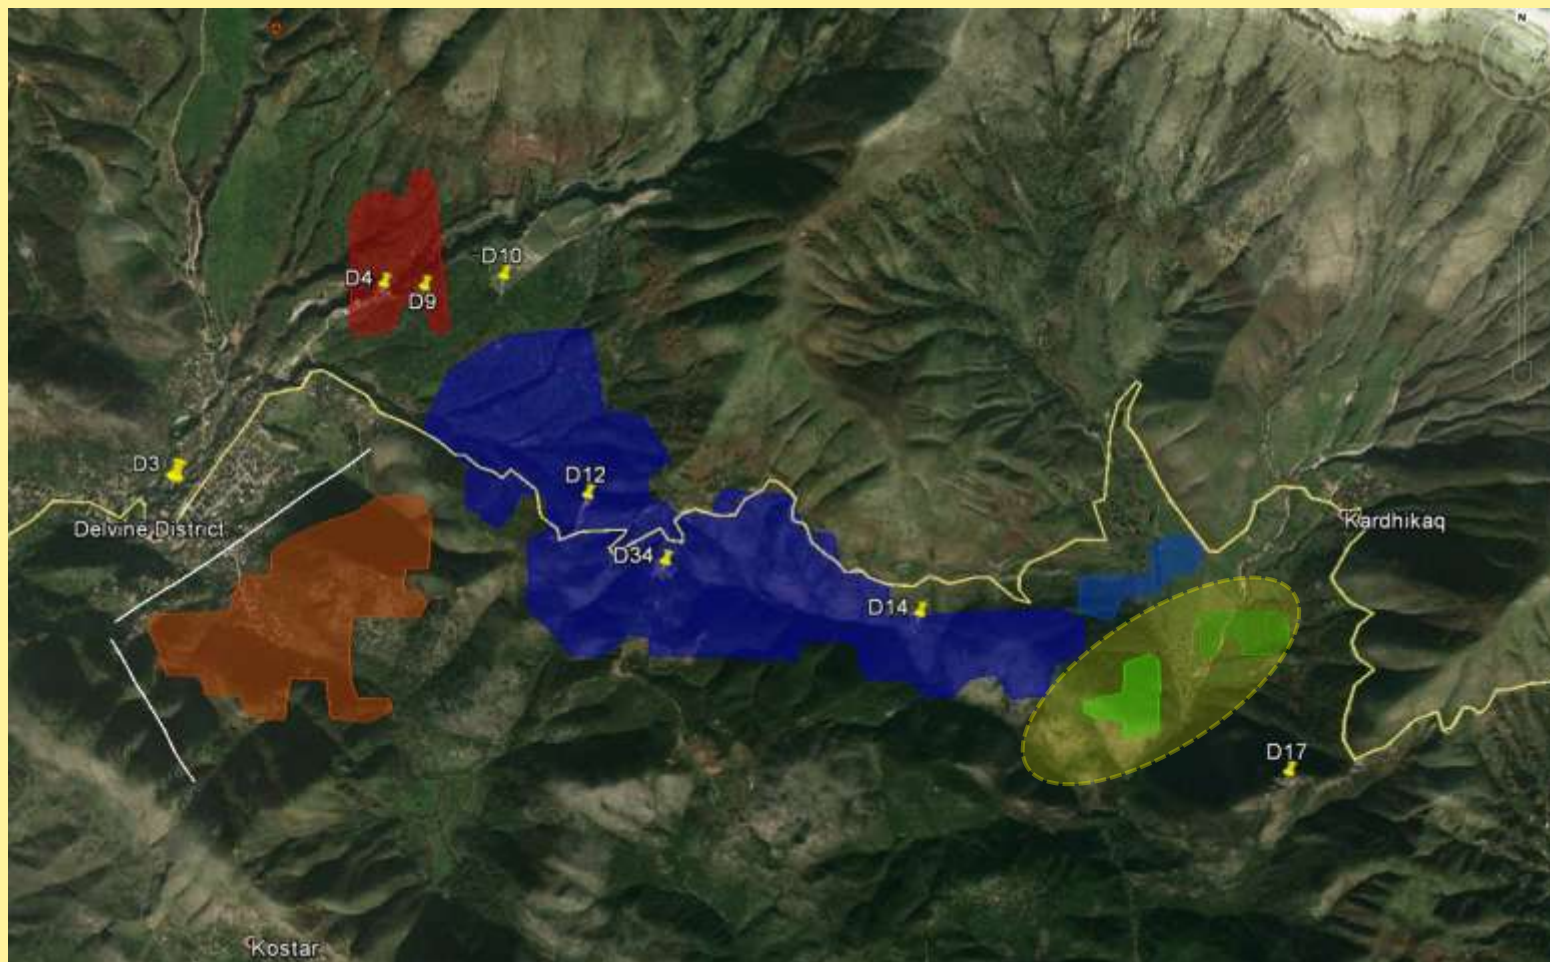 N
D10
D4
D9
D3
D12
Delvine District
Kardhikaq
D34
D14
D17
Kostar